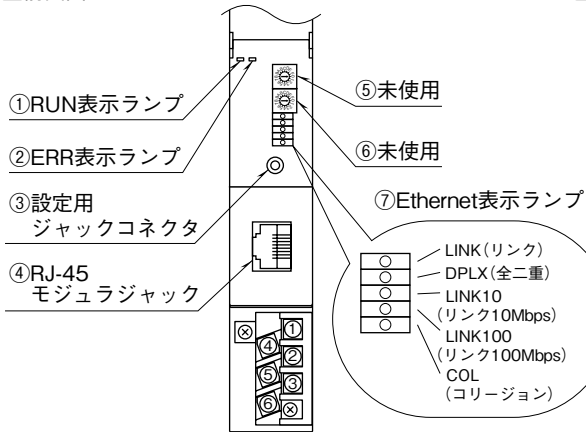 ①RUN表示ランプ
②ERR表示ランプ
③設定用
ジャックコネクタ
④RJ-45
モジュラジャック
⑤未使用
⑥未使用
⑦Ethernet表示ランプ
LINK(リンク)
DPLX(全二重)
LINK10
(リンク10Mbps)
LINK100
(リンク100Mbps)
COL
(コリージョン)
①
④
②
⑤
③
⑥